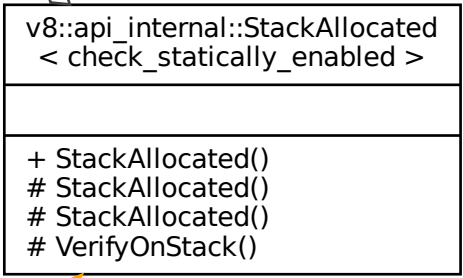 v8::api_internal::StackAllocated
< check_statically_enabled >
+ StackAllocated()
# StackAllocated()
# StackAllocated()
# VerifyOnStack()